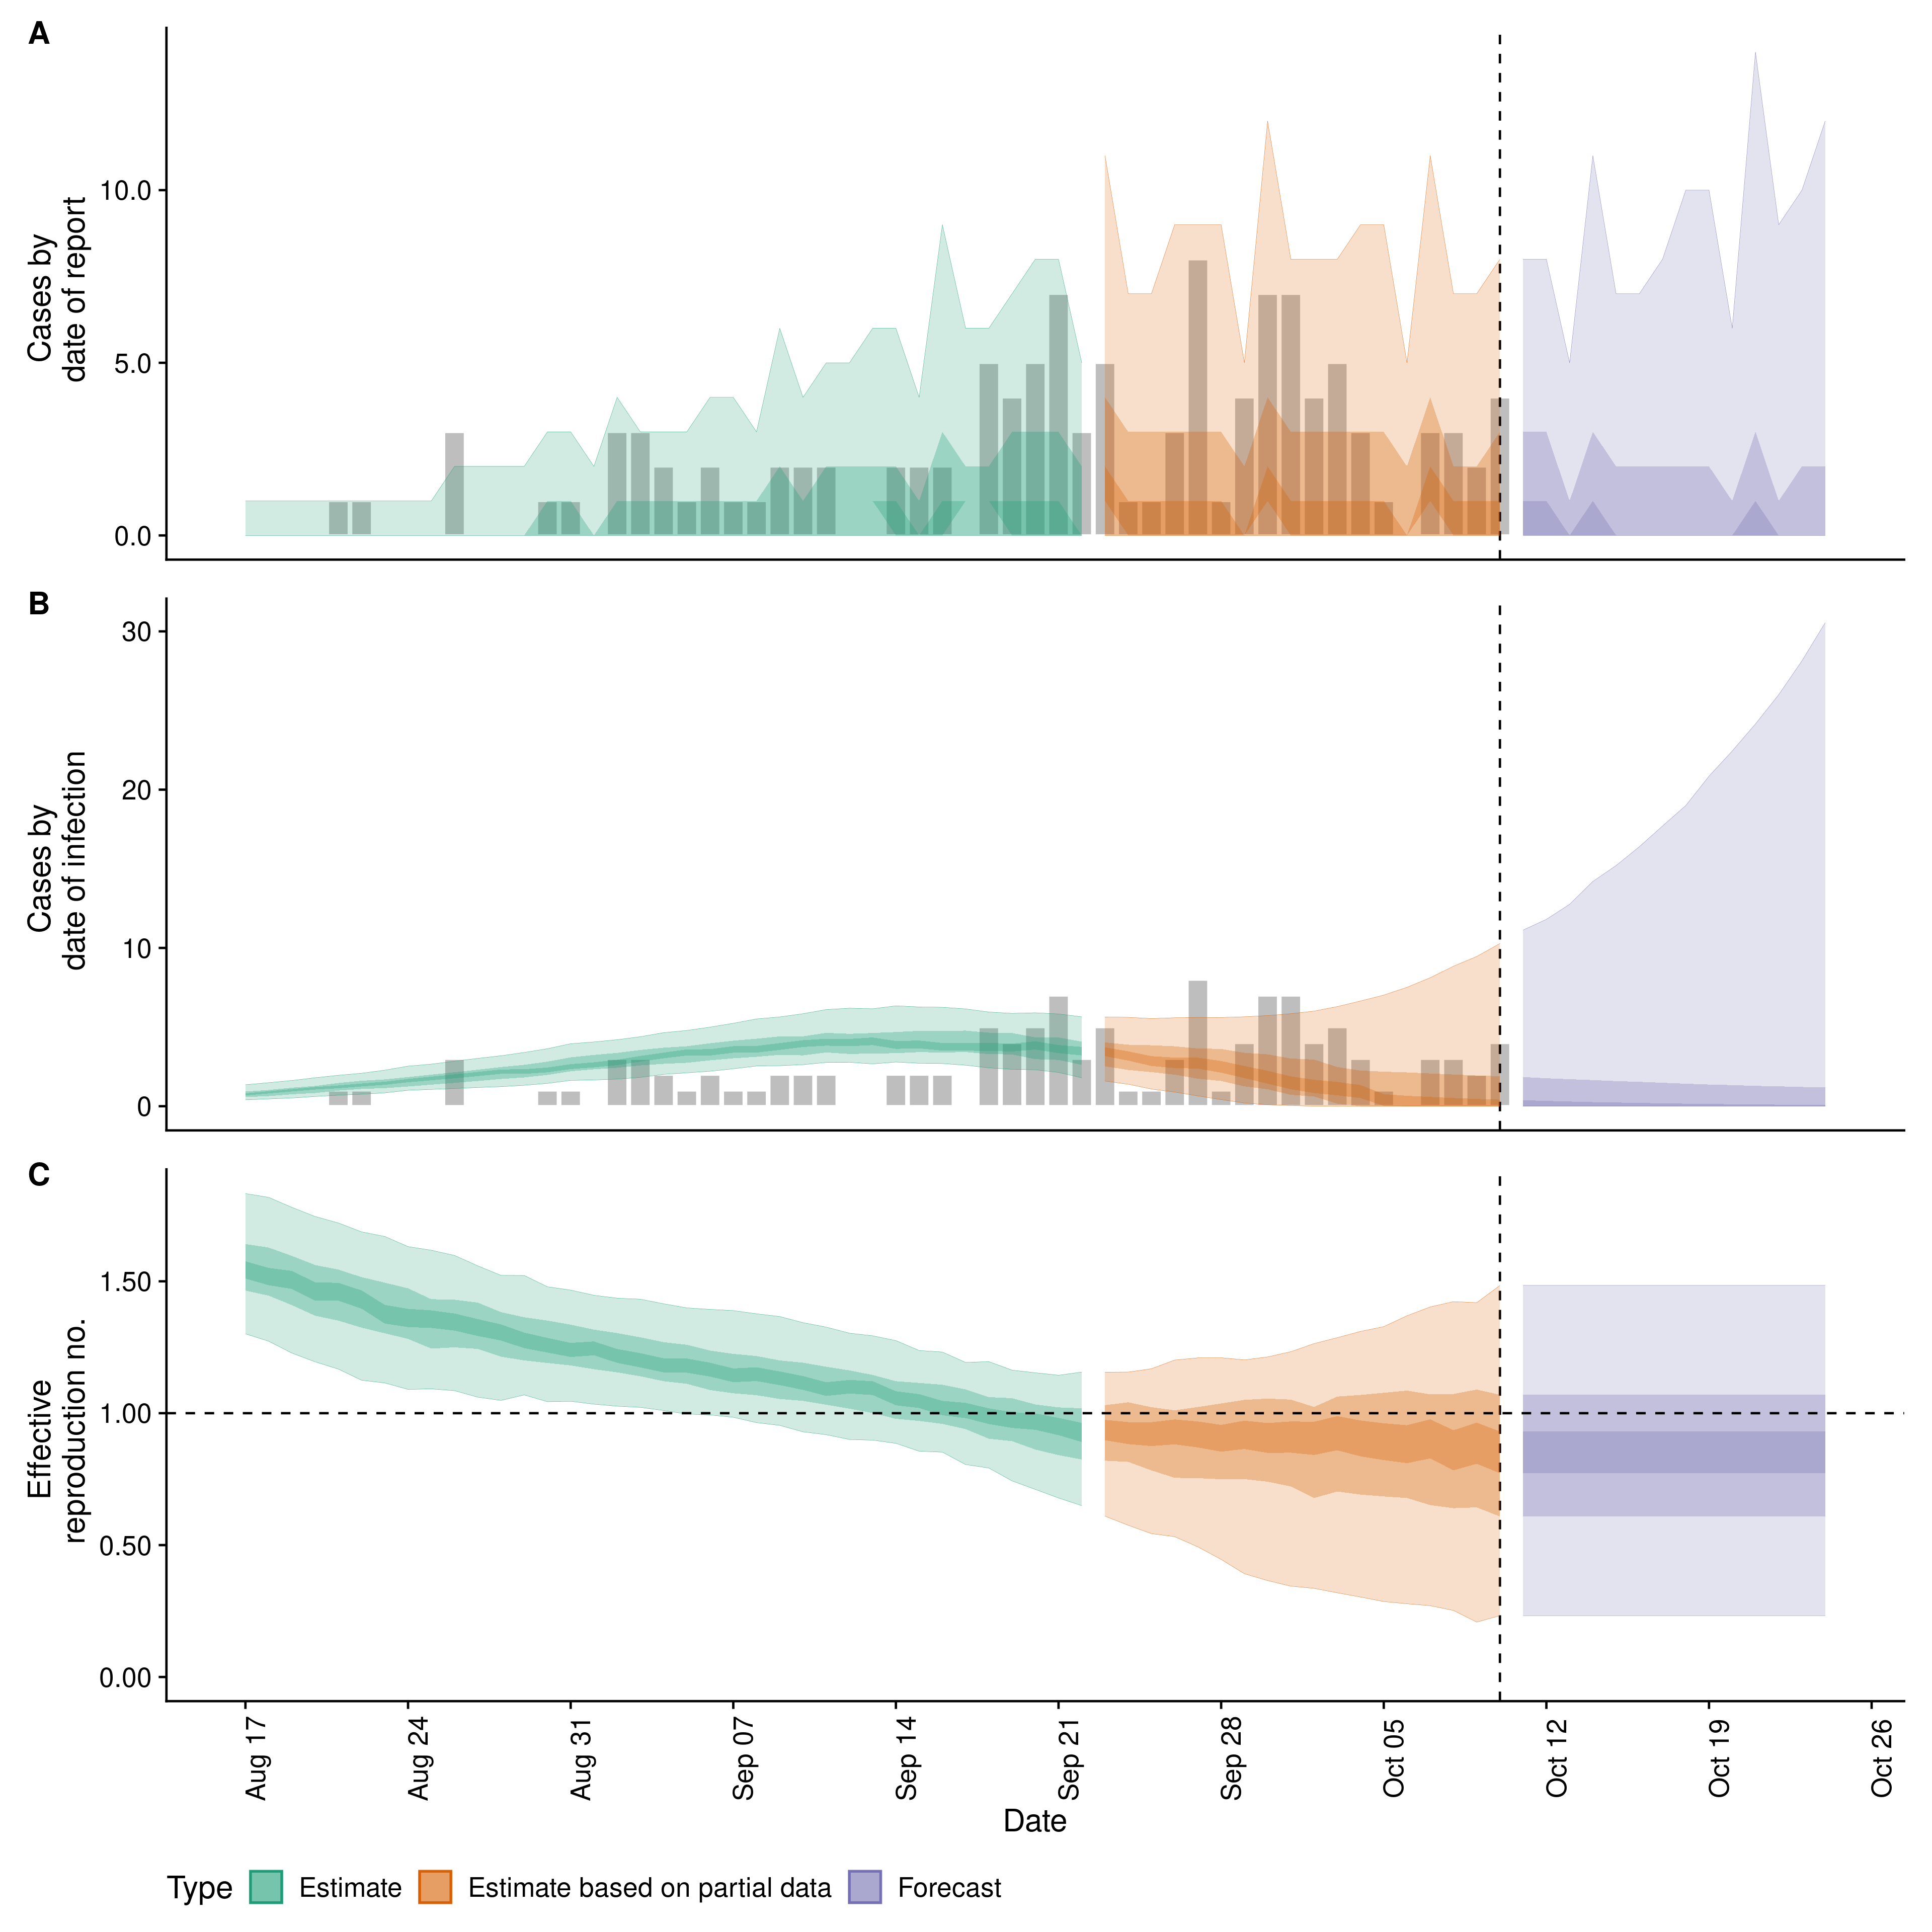 A
Cases by
date of report
10.0
5.0
0.0
B
Cases by
date of infection
30
20
10
0
C
Effective
reproduction no.
1.50
1.00
0.50
0.00
Aug 17
Aug 24
Aug 31
Sep 07
Sep 14
Sep 21
Sep 28
Oct 05
Oct 12
Oct 19
Oct 26
Date
Type Estimate Estimate based on partial data Forecast